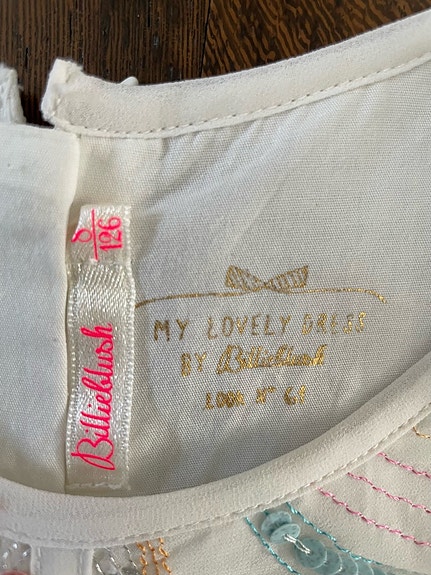 8/126
Billieblush
MY LOVELY DRESS
BY Billieblush
LOOK N°